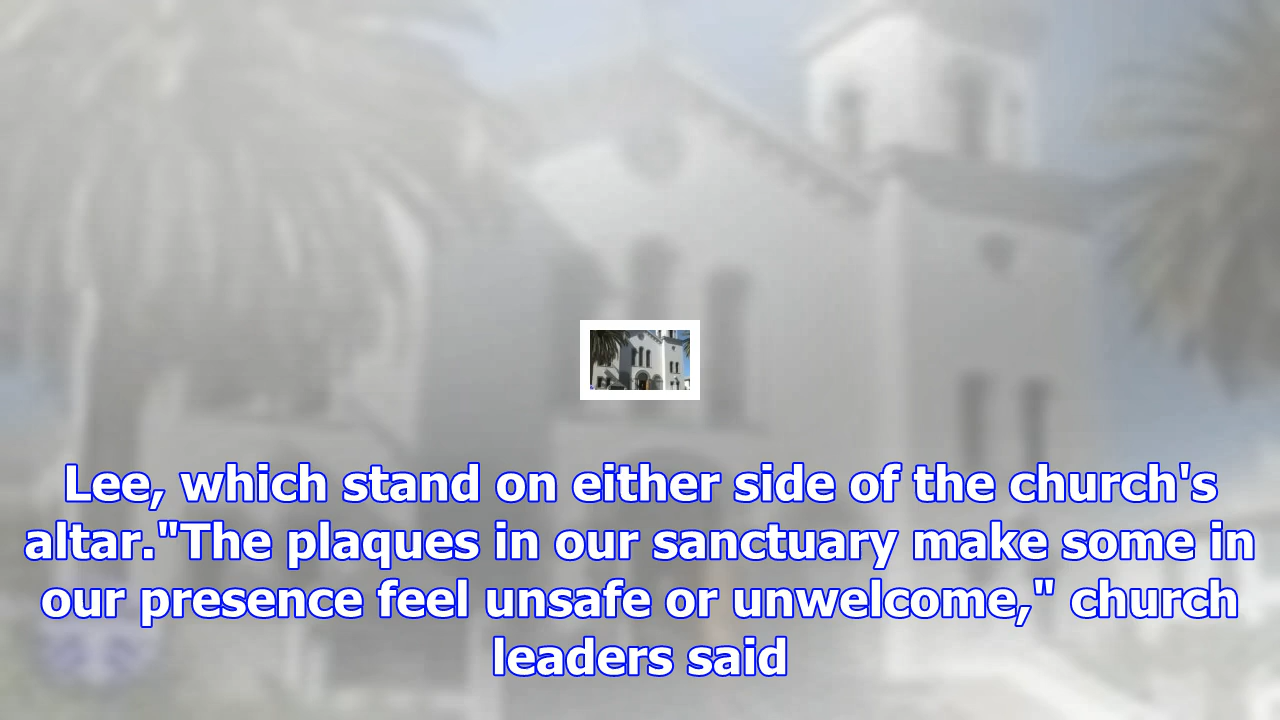 Lee, which stand on either side of the church's
altar."The plaques in our sanctuary make some in
our presence feel unsafe or unwelcome," church
leaders said